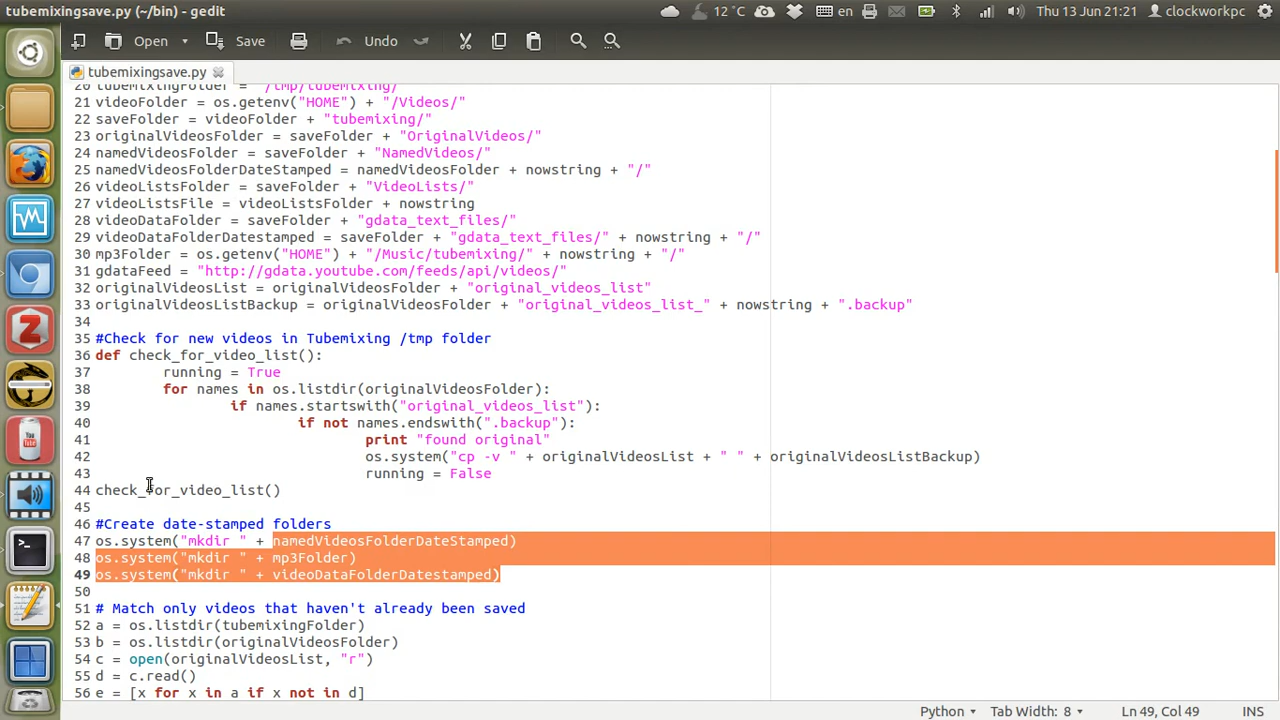 tubemixingsave.py (~/bin) - gedit
12 °C
en
Thu 13 Jun 21:21
clockworkpc
Open
Save
Undo
tubemixingsave.py
20 tubemixingFolder = "/tmp/tubemixing/"
21 videoFolder = os.getenv("HOME") + "/Videos/"
22 saveFolder = videoFolder + "tubemixing/"
23 originalVideosFolder = saveFolder + "OriginalVideos/"
24 namedVideosFolder = saveFolder + "NamedVideos/"
25 namedVideosFolderDateStamped = namedVideosFolder + nowstring + "/"
26 videoListsFolder = saveFolder + "VideoLists/"
27 videoListsFile = videoListsFolder + nowstring
28 videoDataFolder = saveFolder + "gdata_text_files/"
29 videoDataFolderDatestamped = saveFolder + "gdata_text_files/" + nowstring + "/"
30 mp3Folder = os.getenv("HOME") + "/Music/tubemixing/" + nowstring + "/"
31 gdataFeed = "http://gdata.youtube.com/feeds/api/videos/"
32 originalVideosList = originalVideosFolder + "original_videos_list"
33 originalVideosListBackup = originalVideosFolder + "original_videos_list_" + nowstring + ".backup"
34
35 #Check for new videos in Tubemixing /tmp folder
36 def check_for_video_list():
37 running = True
38 for names in os.listdir(originalVideosFolder):
39 if names.startswith("original_videos_list"):
40 if not names.endswith(".backup"):
41 print "found original"
42 os.system("cp -v " + originalVideosList + " " + originalVideosListBackup)
43 running = False
44 check_for_video_list()
45
46 #Create date-stamped folders
47 os.system("mkdir " + namedVideosFolderDateStamped)
48 os.system("mkdir " + mp3Folder)
49 os.system("mkdir " + videoDataFolderDatestamped)
50
51 # Match only videos that haven't already been saved
52 a = os.listdir(tubemixingFolder)
53 b = os.listdir(originalVideosFolder)
54 c = open(originalVideosList, "r")
55 d = c.read()
56 e = [x for x in a if x not in d]
Python
Tab Width: 8
Ln 49, Col 49
INS